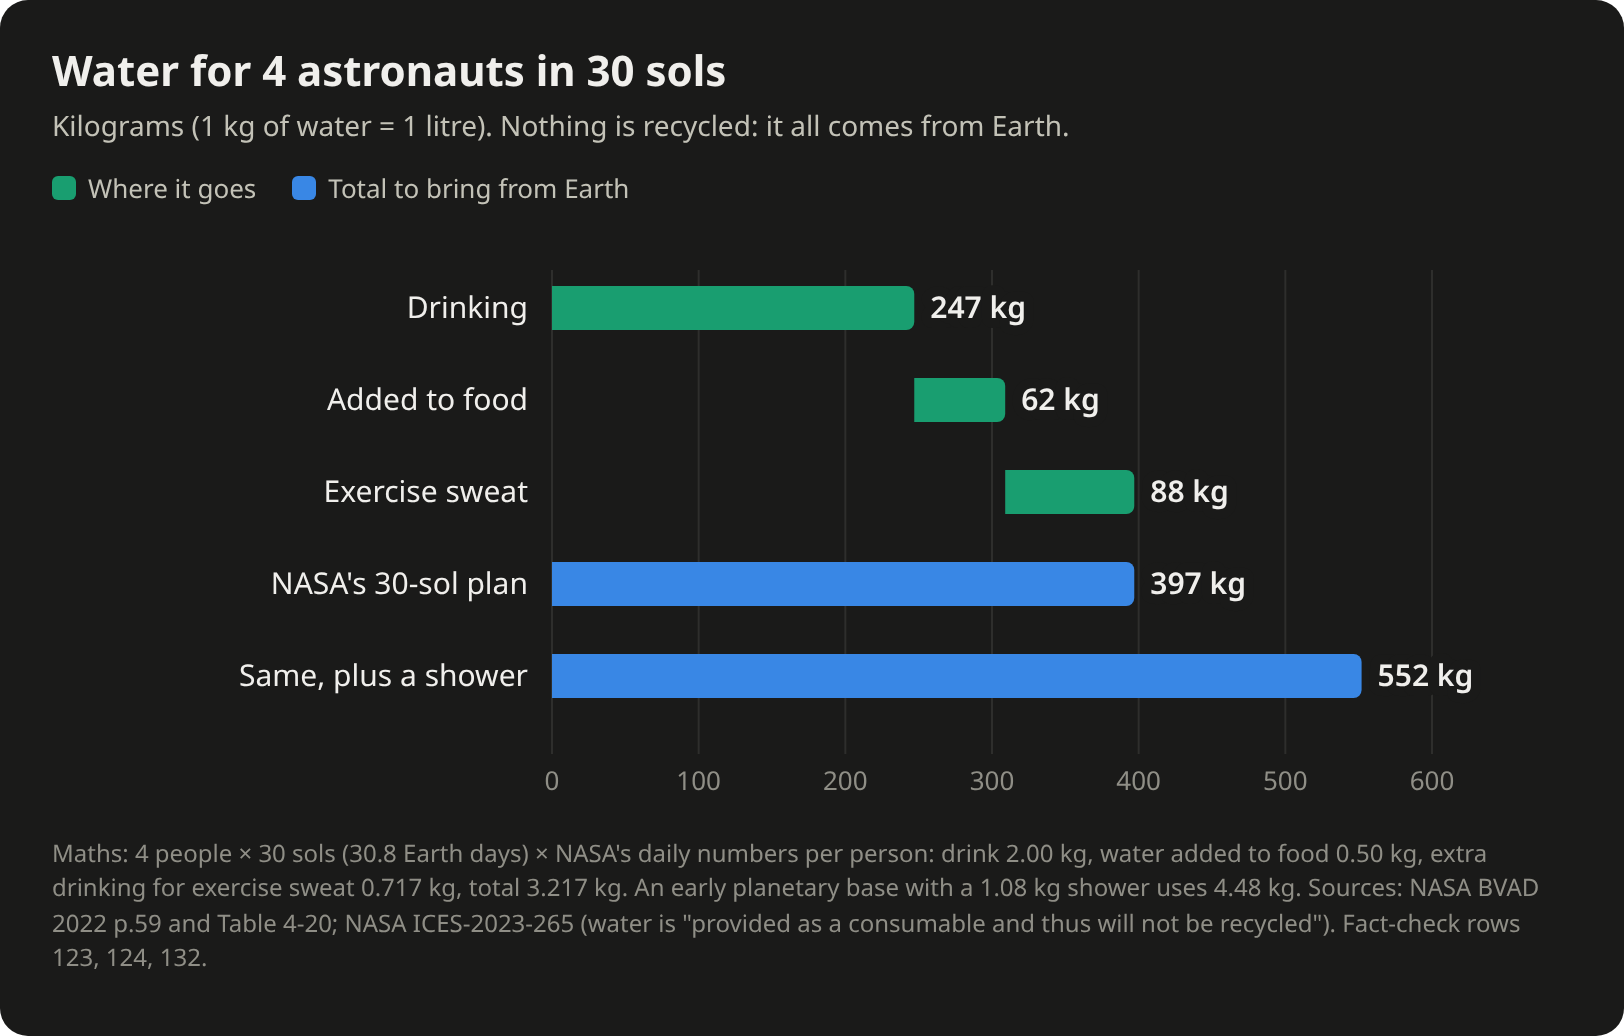 Water for 4 astronauts in 30 sols
Kilograms (1 kg of water = 1 litre). Nothing is recycled: it all comes from Earth.
Where it goes
Total to bring from Earth
Drinking
247 kg
Added to food
62 kg
Exercise sweat
88 kg
NASA's 30-sol plan
397 kg
Same, plus a shower
552 kg
0 100 200 300 400 500 600
Maths: 4 people × 30 sols (30.8 Earth days) × NASA's daily numbers per person: drink 2.00 kg, water added to food 0.50 kg, extra
drinking for exercise sweat 0.717 kg, total 3.217 kg. An early planetary base with a 1.08 kg shower uses 4.48 kg. Sources: NASA BVAD
2022 p.59 and Table 4-20; NASA ICES-2023-265 (water is "provided as a consumable and thus will not be recycled"). Fact-check rows
123, 124, 132.